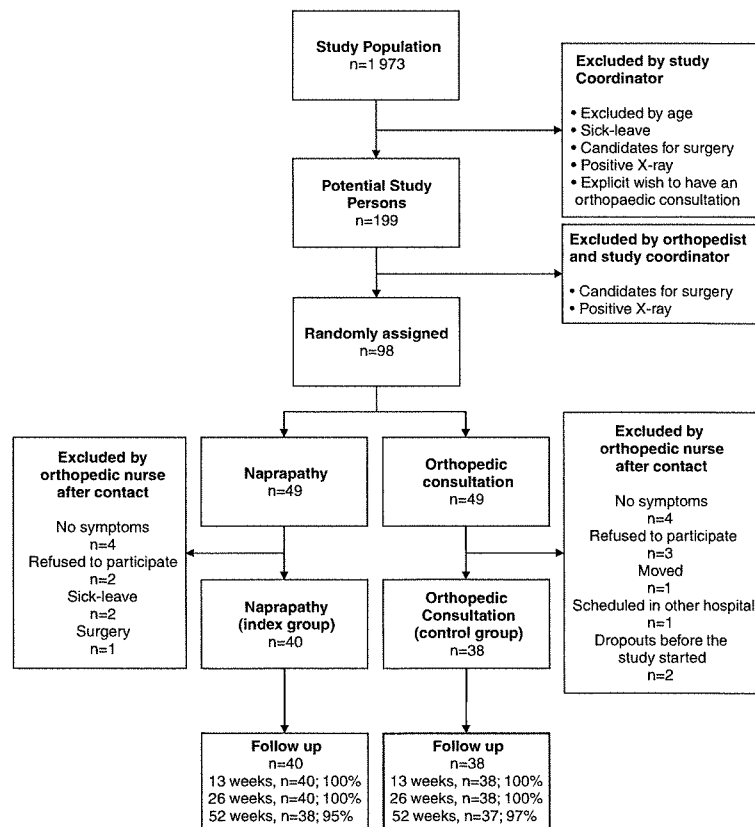 Study Population
n=1 973
Excluded by study
Coordinator
• Excluded by age
• Sick-leave
• Candidates for surgery
• Positive X-ray
• Explicit wish to have an
orthopaedic consultation
Potential Study
Persons
n=199
Excluded by orthopedist
and study coordinator
• Candidates for surgery
• Positive X-ray
Randomly assigned
n=98
Excluded by
orthopedic nurse
after contact
No symptoms
n=4
Refused to participate
n=2
Sick-leave
n=2
Surgery
n=1
Naprapathy
n=49
Orthopedic
consultation
n=49
Excluded by
orthopedic nurse
after contact
No symptoms
n=4
Refused to participate
n=3
Moved
n=1
Scheduled in other hospital
n=1
Dropouts before the
study started
n=2
Naprapathy
(index group)
n=40
Orthopedic
Consultation
(control group)
n=38
Follow up
n=40
13 weeks, n=40; 100%
26 weeks, n=40; 100%
52 weeks, n=38; 95%
Follow up
n=38
13 weeks, n=38; 100%
26 weeks, n=38; 100%
52 weeks, n=37; 97%